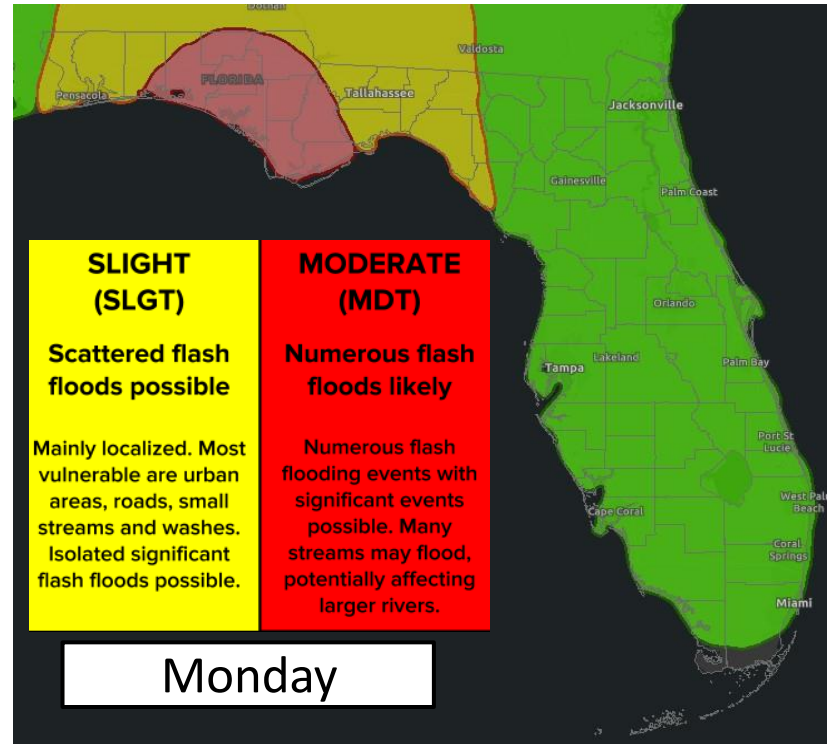 Dothan
Valdosta
FLORIDA
Pensacola
Tallahassee
Jacksonville
Gainesville
Palm Coast
SLIGHT
(SLGT)
Scattered flash
floods possible
Mainly localized. Most
vulnerable are urban
areas, roads, small
streams and washes.
Isolated significant
flash floods possible.
MODERATE
(MDT)
Numerous flash
floods likely
Numerous flash
flooding events with
significant events
possible. Many
streams may flood,
potentially affecting
larger rivers.
Orlando
Lakeland
Tampa
Palm Bay
Port St
Lucie
West Palm
Beach
Cape Coral
Coral
Springs
Miami
Monday